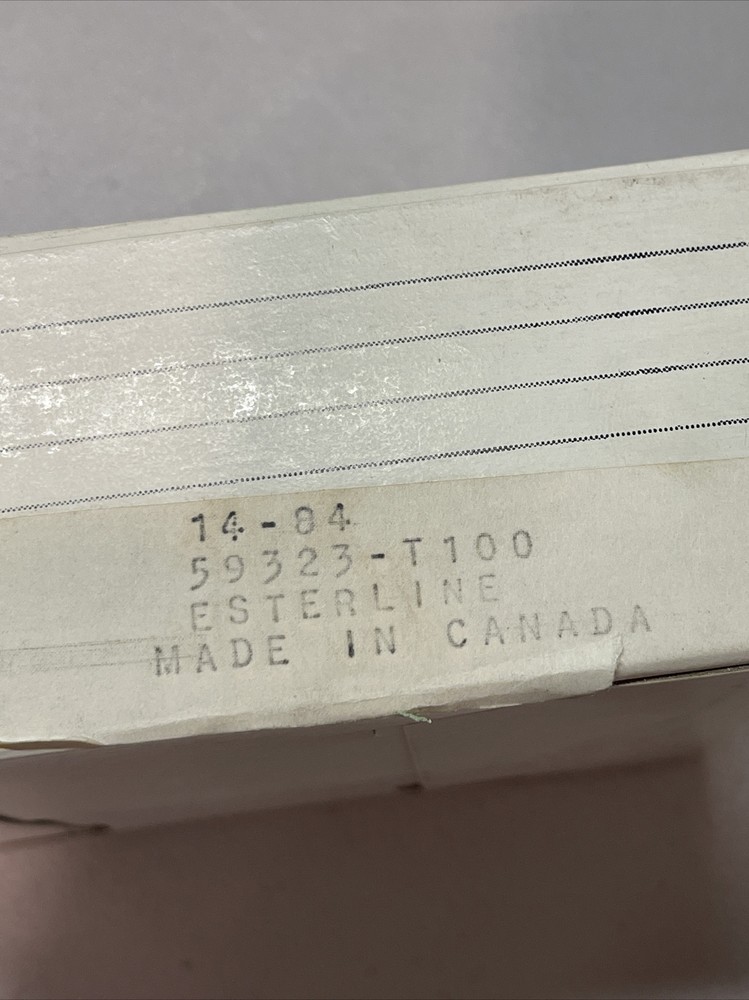 14-84
59323-T100
ESTERLINE
MADE IN CANADA